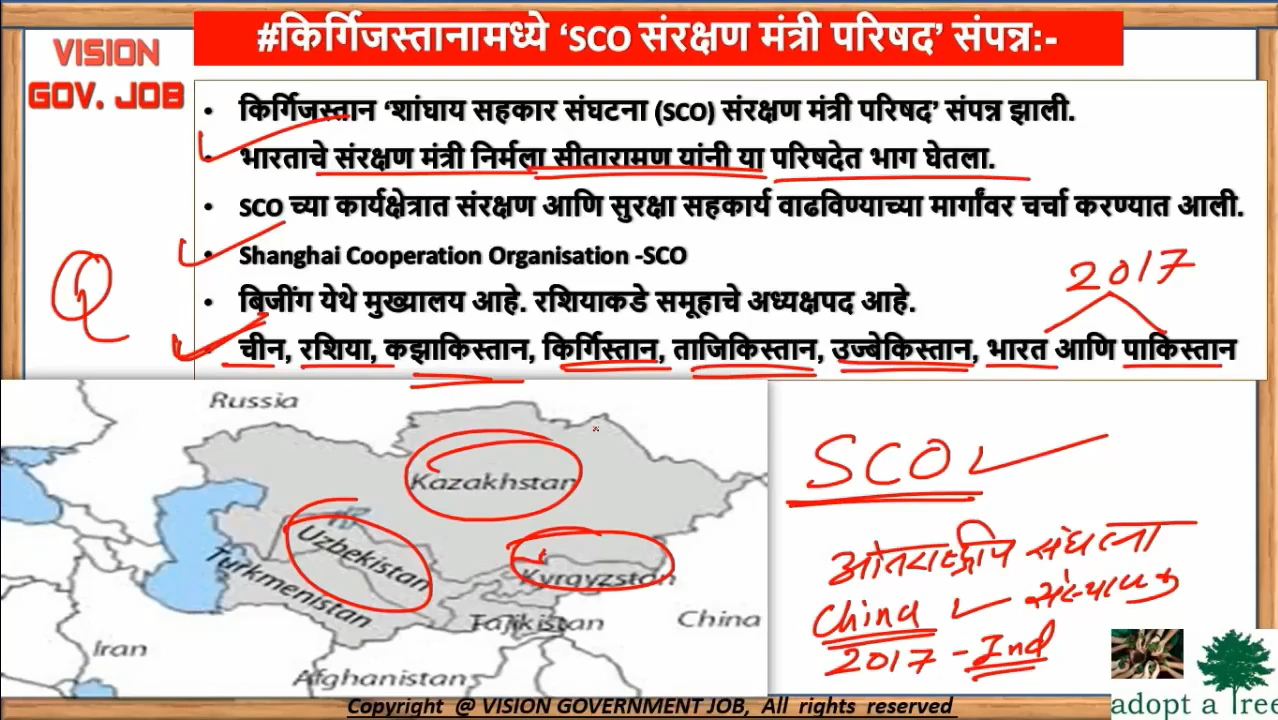 #किर्गिजस्तानामध्ये ‘SCO संरक्षण मंत्री परिषद’ संपन्न:-
VISION
GOV. JOB
• किर्गिजस्तान ‘शांघाय सहकार संघटना (SCO) संरक्षण मंत्री परिषद’ संपन्न झाली.
• भारताचे संरक्षण मंत्री निर्मला सीतारामण यांनी या परिषदेत भाग घेतला.
• SCO च्या कार्यक्षेत्रात संरक्षण आणि सुरक्षा सहकार्य वाढविण्याच्या मार्गांवर चर्चा करण्यात आली.
• Shanghai Cooperation Organisation -SCO
• बिजींग येथे मुख्यालय आहे. रशियाकडे समूहाचे अध्यक्षपद आहे.
• चीन, रशिया, कझाकिस्तान, किर्गिस्तान, ताजिकिस्तान, उज्बेकिस्तान, भारत आणि पाकिस्तान
Q
2017
Russia
Kazakhstan
Uzbekistan
Turkmenistan
Kyrgyzstan
Tajikistan
China
Iran
Afghanistan
SCO
China
2017 - Ind
adopt a Tree
Copyright @ VISION GOVERNMENT JOB, All rights reserved